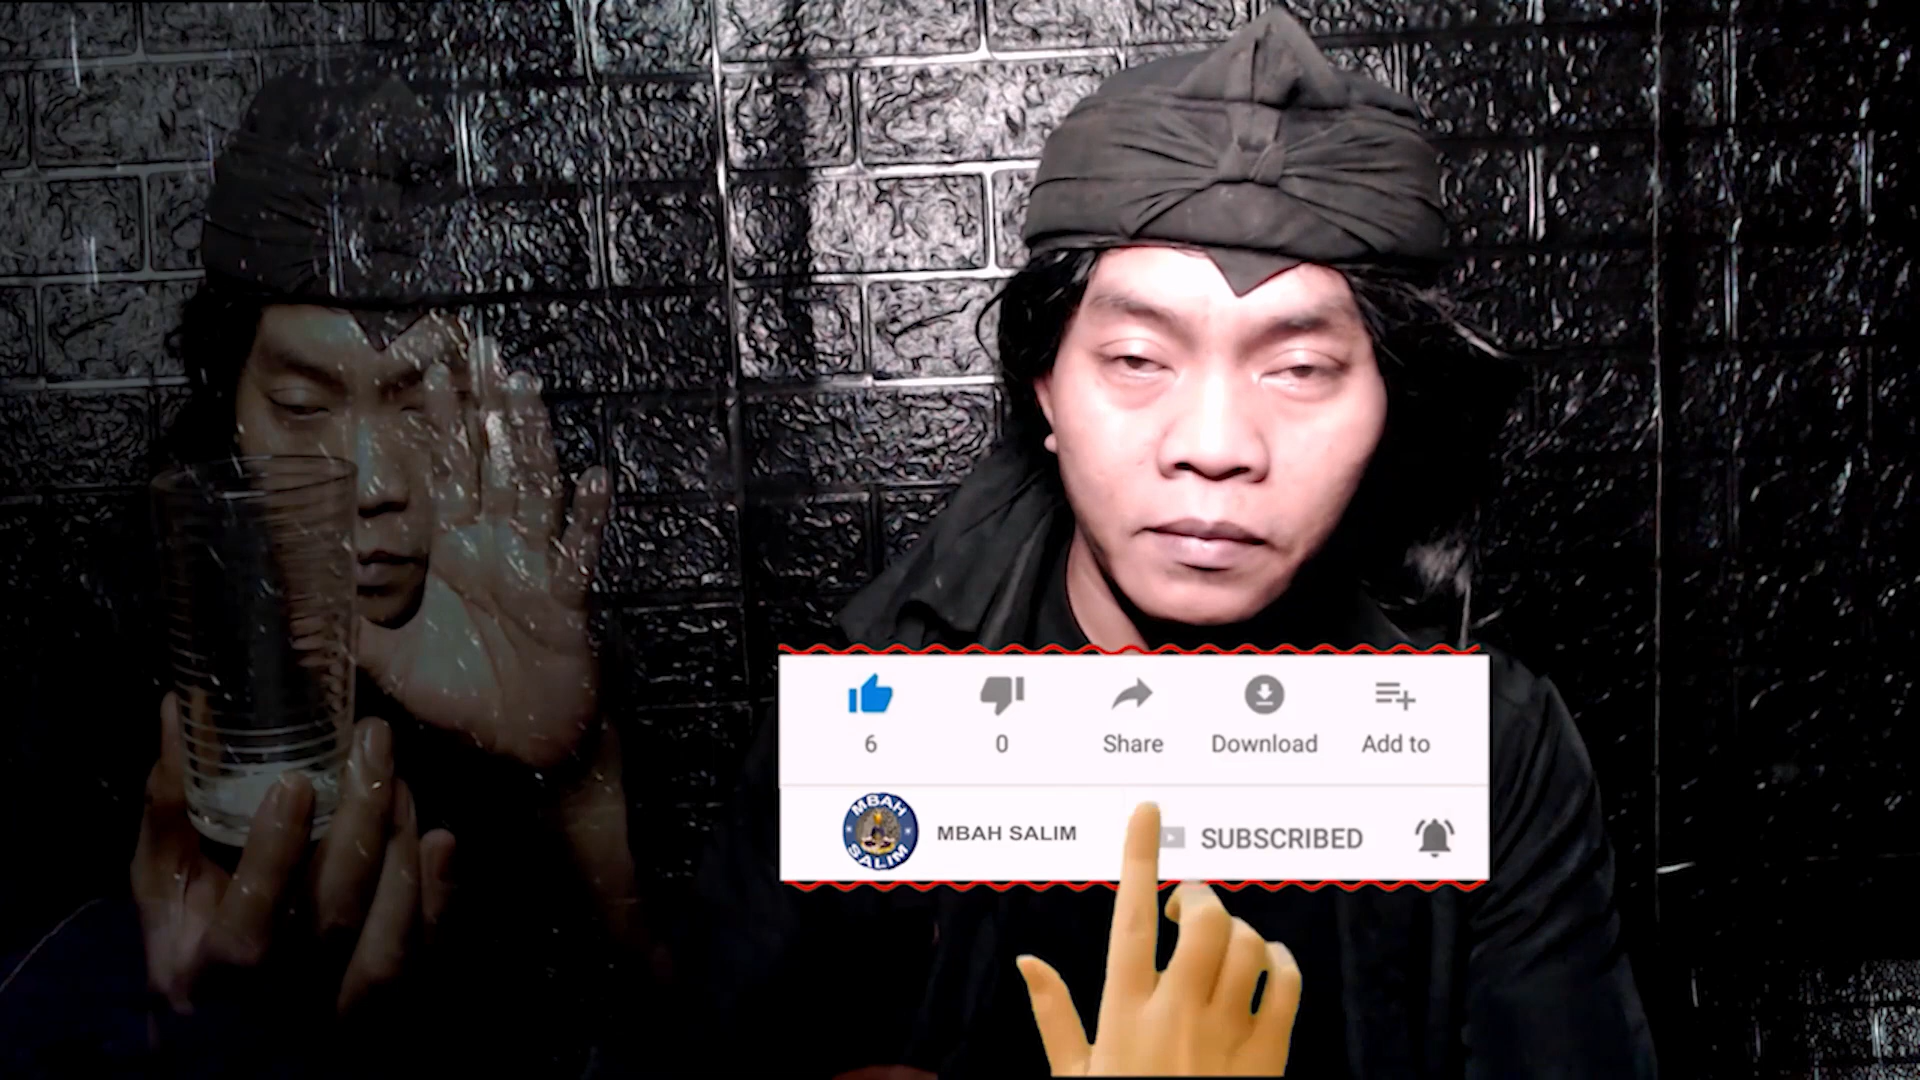 6
0
Share
Download
Add to
MBAH
SALIM
MBAH SALIM
SUBSCRIBED